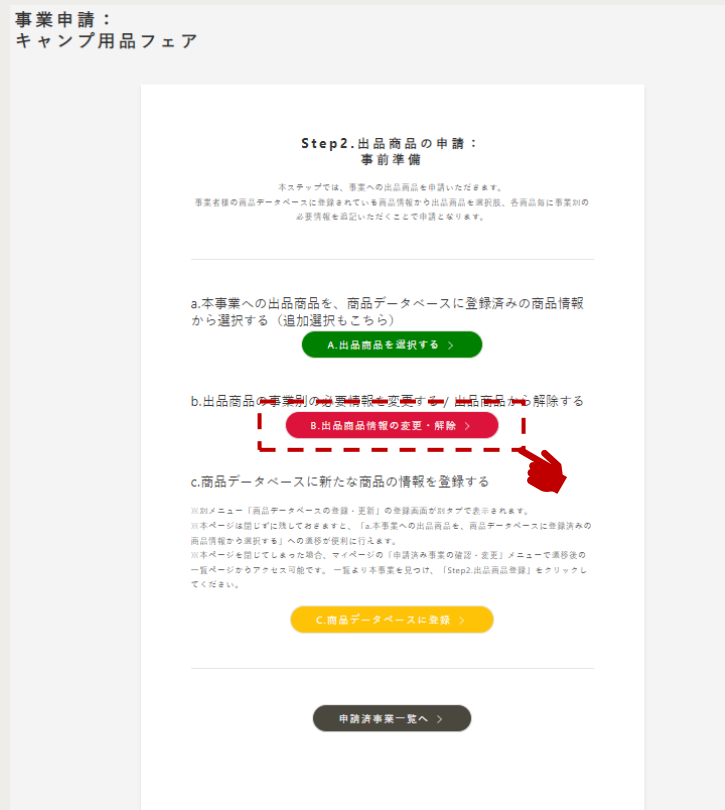 事業申請：
キャンプ用品フェア
Step2.出品商品の申請：
事前準備
本ステップでは、事業への出品商品を申請いただきます。
事業者様の商品データベースに登録されている商品情報から出品商品を選択後、各商品毎に事業別の
必要情報を追記いただくことで申請となります。
a.本事業への出品商品を、商品データベースに登録済みの商品情報
から選択する（追加選択もこちら）
A.出品商品を選択する 〉
b.出品商品の事業別の必要情報を変更する / 出品商品から解除する
B.出品商品情報の変更・解除 〉
c.商品データベースに新たな商品の情報を登録する
※別メニュー「商品データベースの登録・更新」の登録画面が別タブで表示されます。
※本ページは閉じずに残しておきますと、「a.本事業への出品商品を、商品データベースに登録済みの
商品情報から選択する」への遷移が便利に行えます。
※本ページを閉じてしまった場合、マイページの「申請済み事業の確認・変更」メニューで遷移後の
一覧ページからアクセス可能です。一覧より本事業を見つけ、「Step2.出品商品登録」をクリックし
てください。
C.商品データベースに登録 〉
申請済事業一覧へ 〉